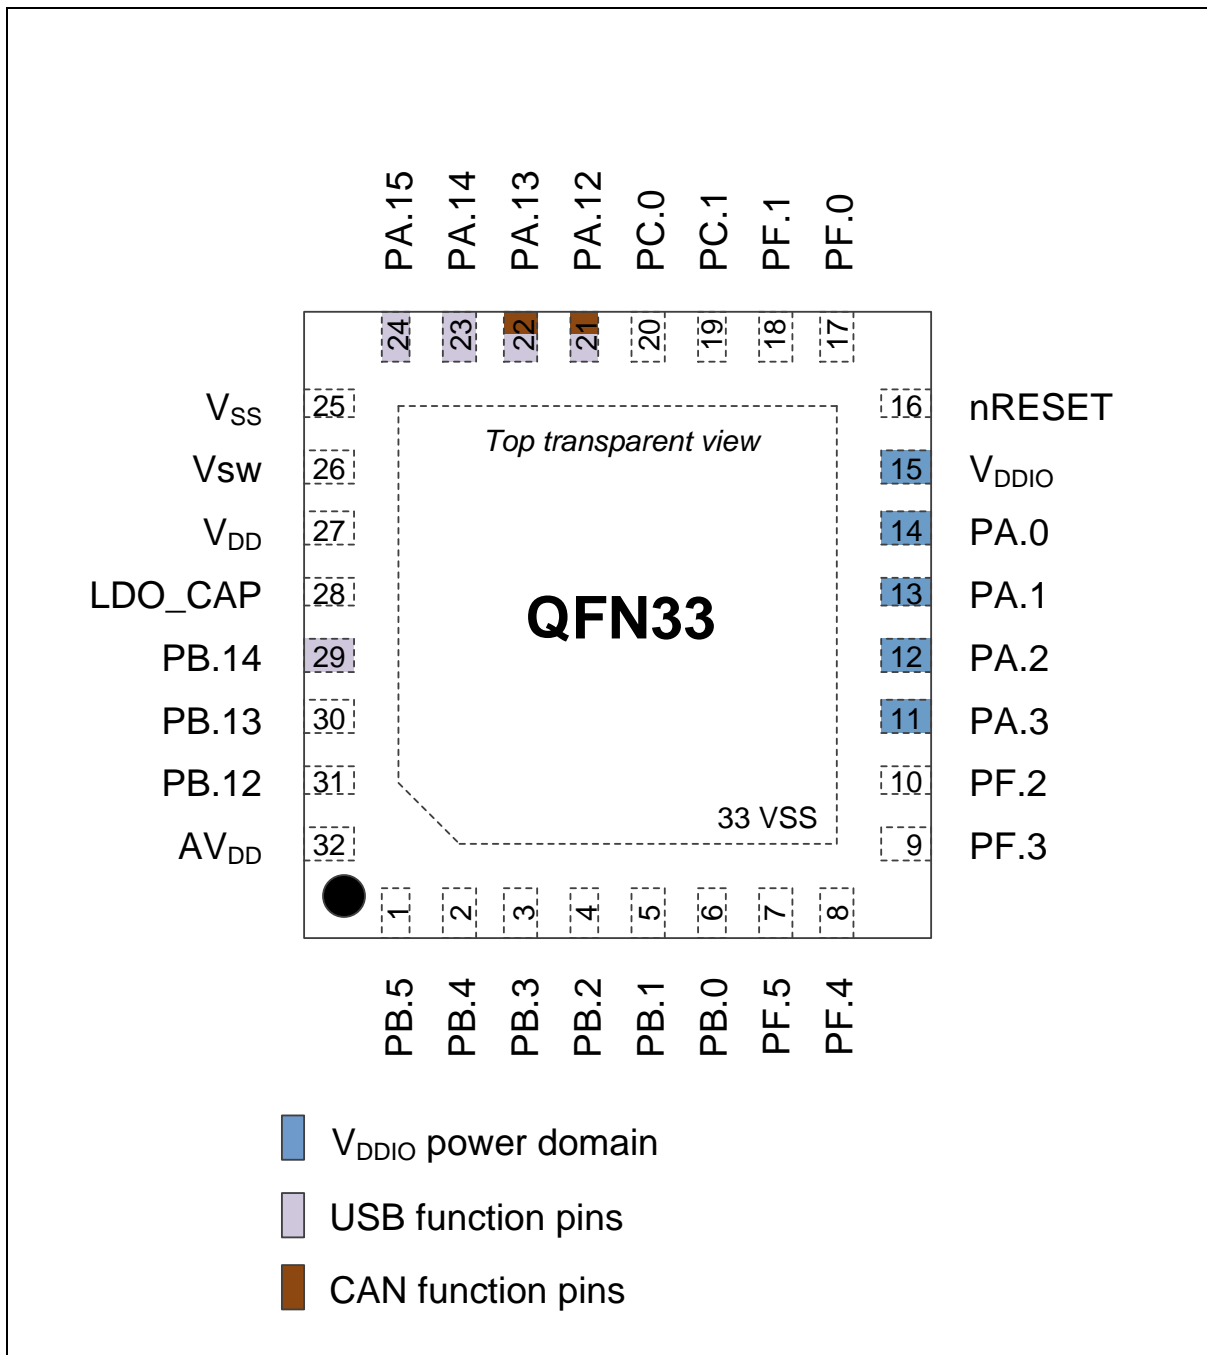 PA.15
PA.14
PA.13
PA.12
PC.0
PC.1
PF.1
PF.0
24
23
22
21
20
19
18
17
VSS
25
Vsw
26
VDD
27
LDO_CAP
28
PB.14
29
PB.13
30
PB.12
31
AVDD
32
Top transparent view
QFN33
33 VSS
16
nRESET
15
VDDIO
14
PA.0
13
PA.1
12
PA.2
11
PA.3
10
PF.2
9
PF.3
1
2
3
4
5
6
7
8
PB.5
PB.4
PB.3
PB.2
PB.1
PB.0
PF.5
PF.4
VDDIO power domain
USB function pins
CAN function pins